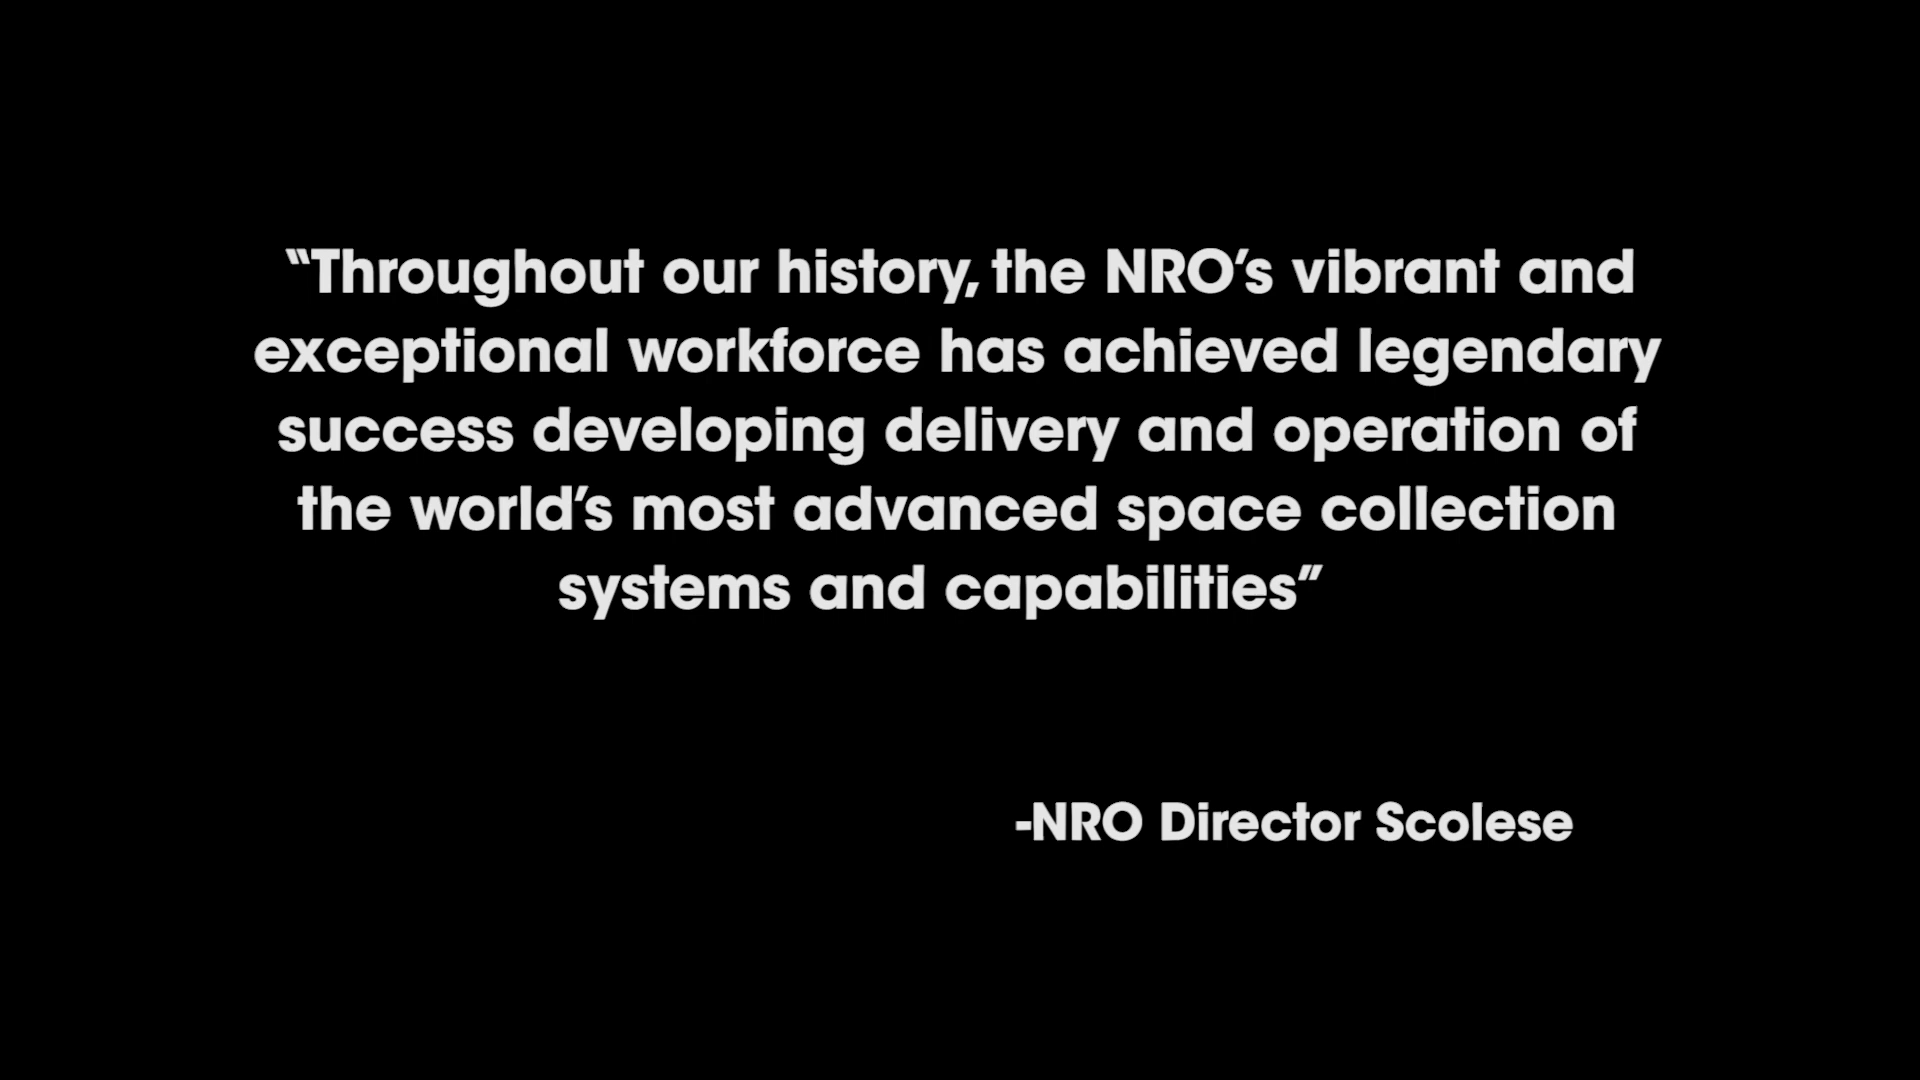 “Throughout our history, the NRO’s vibrant and
exceptional workforce has achieved legendary
success developing delivery and operation of
the world’s most advanced space collection
systems and capabilities”
-NRO Director Scolese